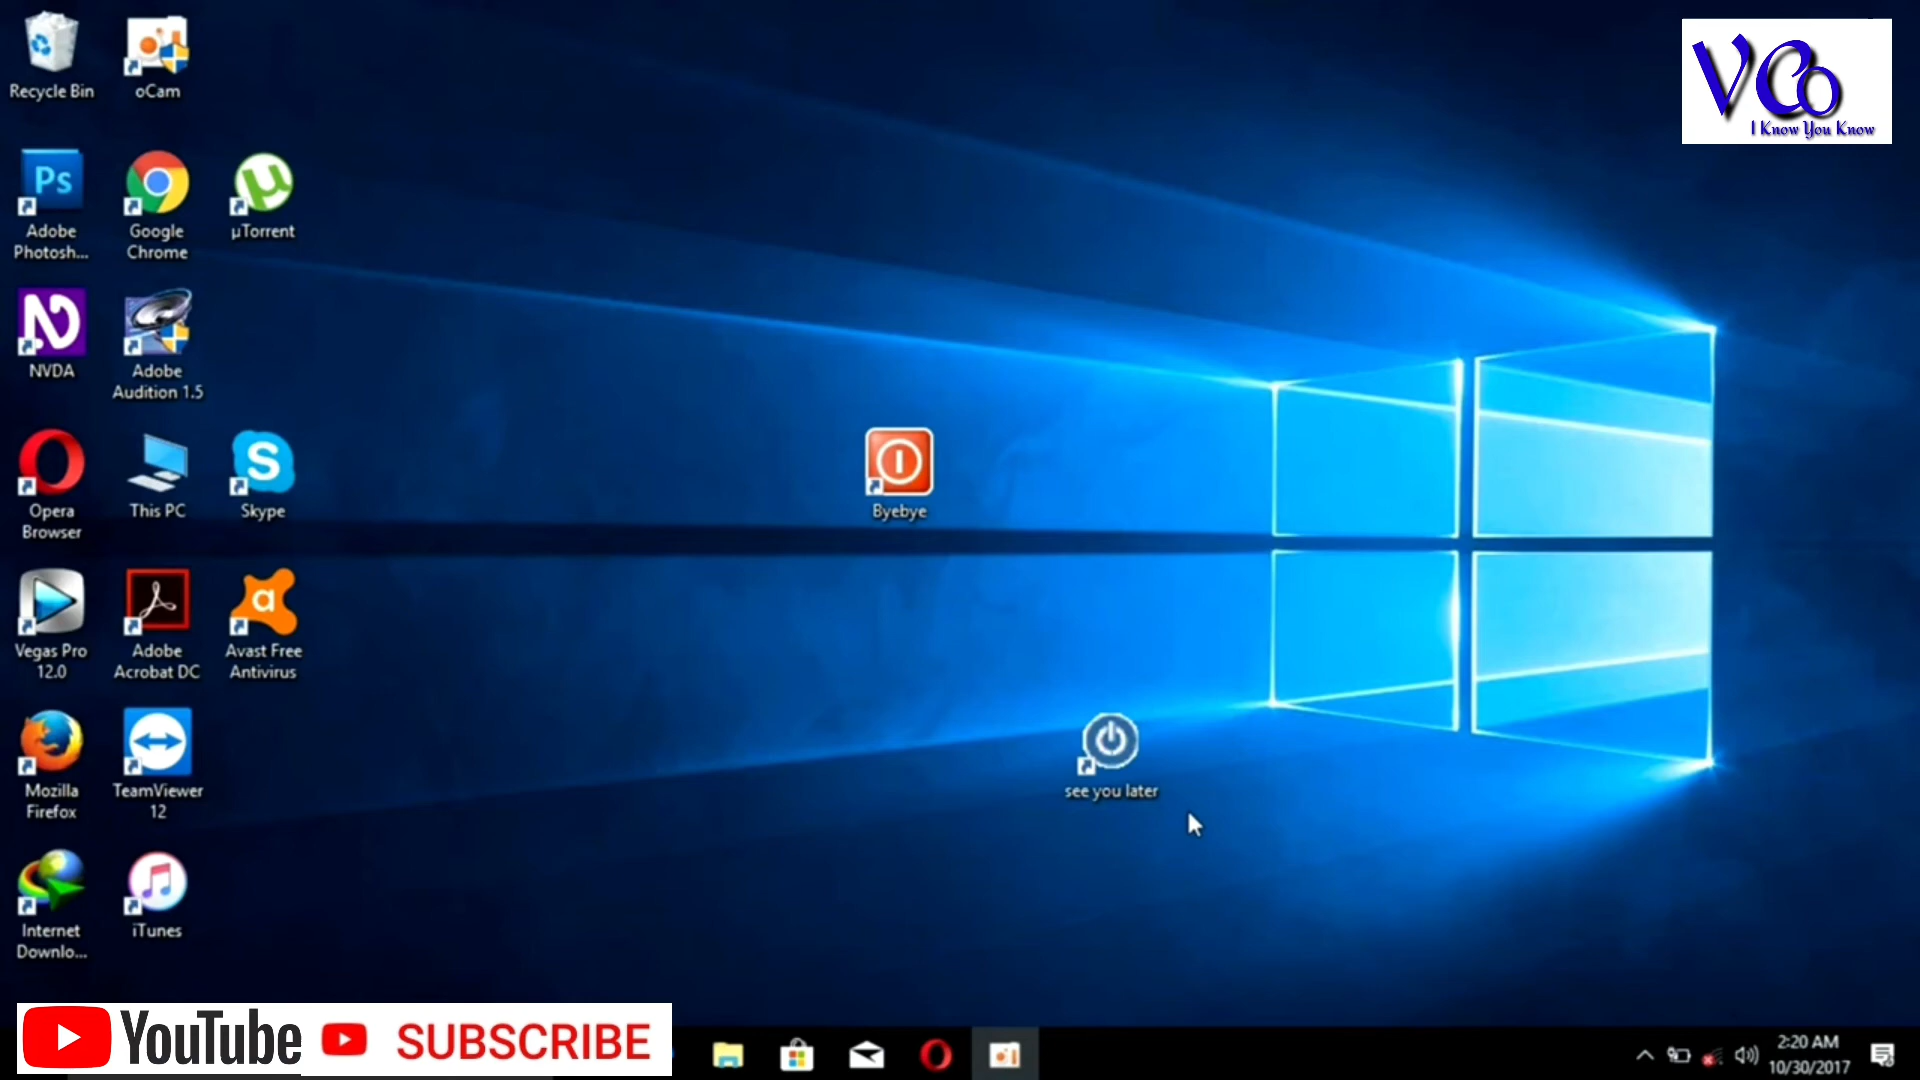 Recycle Bin
oCam
VCo
I Know You Know
Ps
Adobe
Photosh...
Google
Chrome
µTorrent
NVDA
Adobe
Audition 1.5
Opera
Browser
This PC
S
Skype
Byebye
Vegas Pro
12.0
Adobe
Acrobat DC
a
Avast Free
Antivirus
Mozilla
Firefox
TeamViewer
12
see you later
Internet
Downlo...
iTunes
YouTube
SUBSCRIBE
2:20 AM
10/30/2017